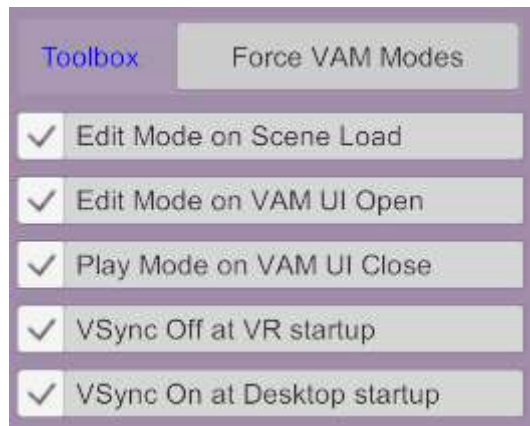 Toolbox Force VAM Modes
Edit Mode on Scene Load
Edit Mode on VAM UI Open
Play Mode on VAM UI Close
VSync Off at VR startup
VSync On at Desktop startup